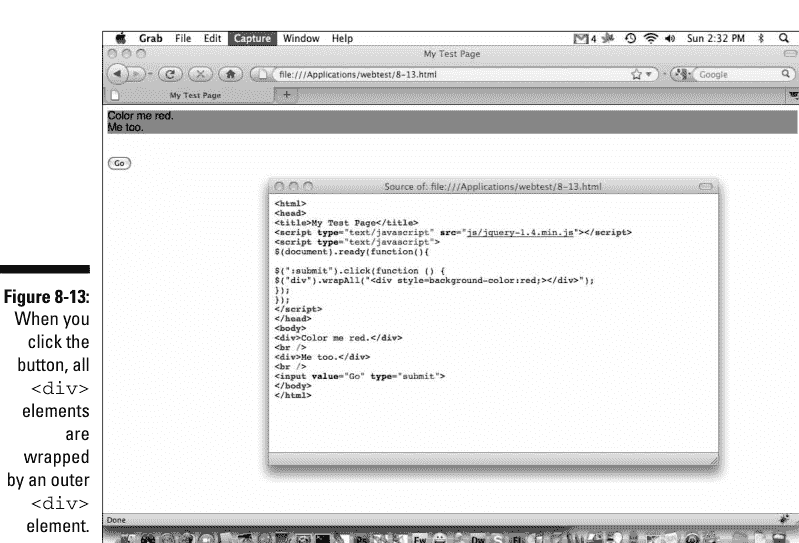 Grab File Edit Capture Window Help 4 Sun 2:32 PM
My Test Page
file:///Applications/webtest/8-13.html Google
My Test Page +
Color me red.
Me too.
Go
Source of: file:///Applications/webtest/8-13.html
<html>
<head>
<title>My Test Page</title>
<script type="text/javascript" src="js/jquery-1.4.min.js"></script>
<script type="text/javascript">
$(document).ready(function(){
$(":submit").click(function () {
$("div").wrapAll("<div style=background-color:red;></div>");
});
});
</script>
</head>
<body>
<div>Color me red.</div>
<br />
<div>Me too.</div>
<br />
<input value="Go" type="submit">
</body>
</html>
Done
Fw Dw S Fl
Figure 8-13:
When you
click the
button, all
<div>
elements
are
wrapped
by an outer
<div>
element.